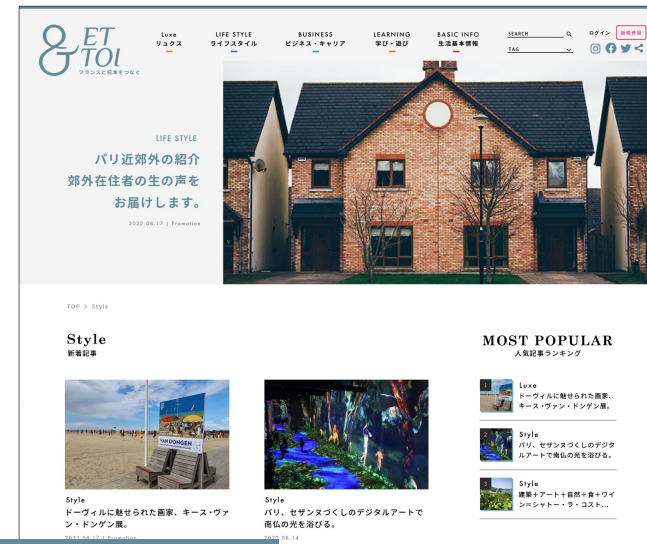 & ET TOI
フランスと日本をつなぐ
Luxe
リュクス
LIFE STYLE
ライフスタイル
BUSINESS
ビジネス・キャリア
LEARNING
学び・遊び
BASIC INFO
生活基本情報
SEARCH
TAG
ログイン
新規登録
LIFE STYLE
パリ近郊外の紹介
郊外在住者の生の声を
お届けします。
2022.08.17 | Promotion
TOP 〉 Style
Style
新着記事
VAN DONGEN
Style
ドーヴィルに魅せられた画家、キース・ヴァ
ン・ドンゲン展。
2022.08.17 | Promotion
Style
パリ、セザンヌづくしのデジタルアートで
南仏の光を浴びる。
2022.08.14
MOST POPULAR
人気記事ランキング
1
Luxe
ドーヴィルに魅せられた画家、
キース・ヴァン・ドンゲン展。
2
Style
パリ、セザンヌづくしのデジタ
ルアートで南仏の光を浴びる。
3
Style
建築＋アート＋自然＋食＋ワイ
ン＝シャトー・ラ・コスト...